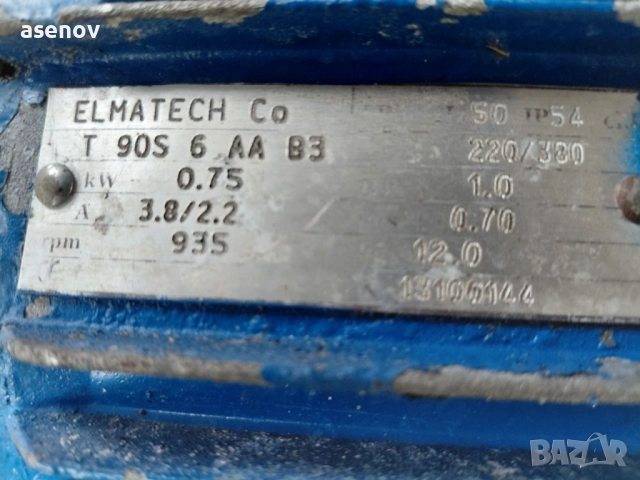 asenov
ELMATECH Co 50 IP54
T 90S 6 AA B3 220/380
kW 0.75 1.0
A 3.8/2.2 0.70
rpm 935 12.0
13100144
BAZAR